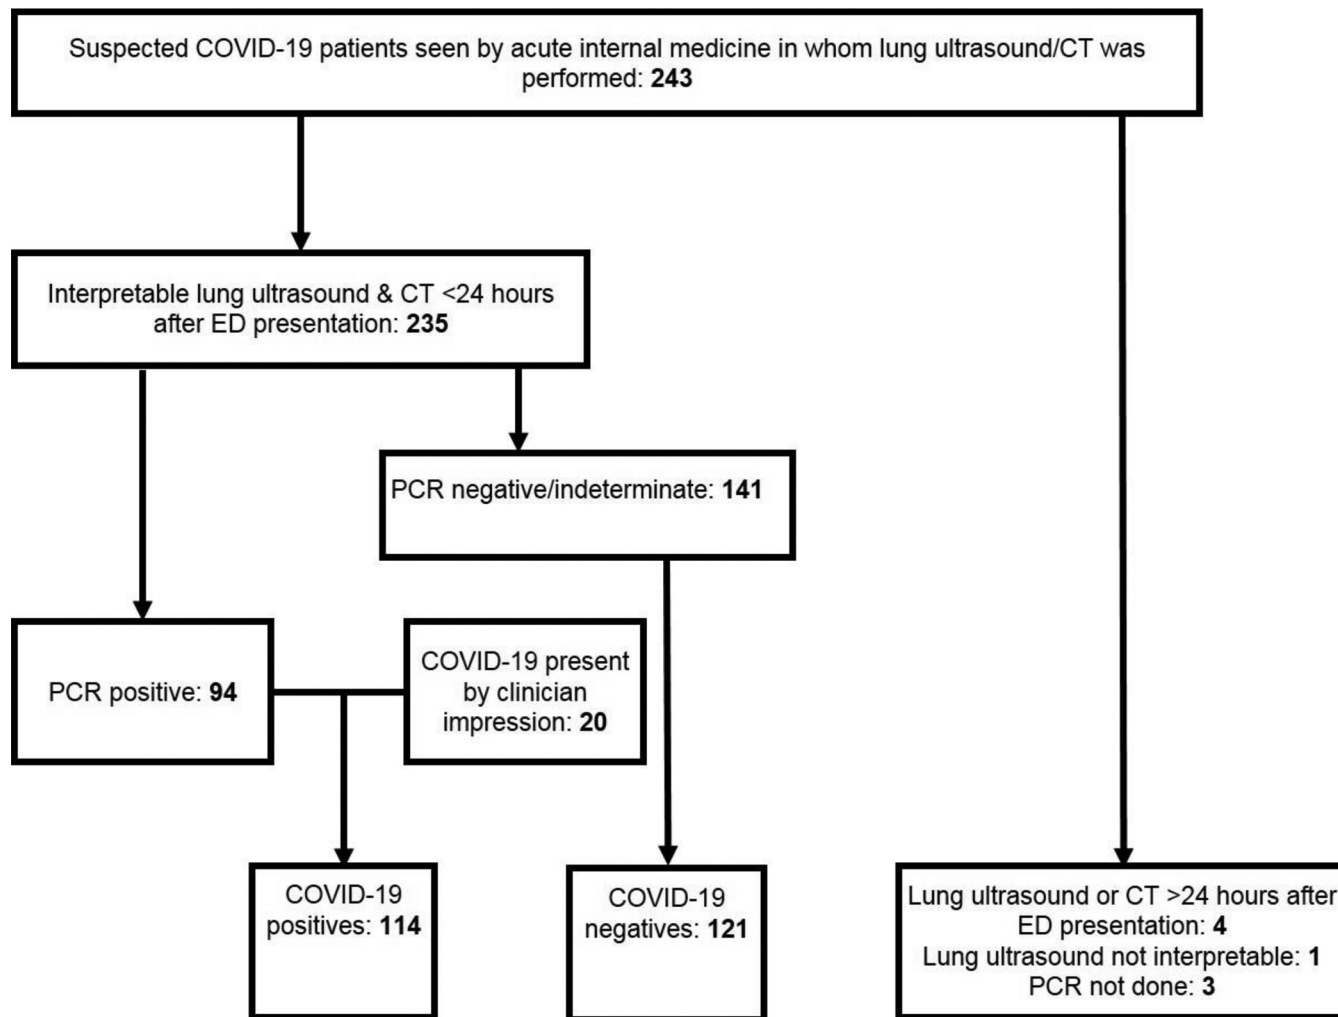 Suspected COVID-19 patients seen by acute internal medicine in whom lung ultrasound/CT was
performed: 243
Interpretable lung ultrasound & CT <24 hours
after ED presentation: 235
PCR negative/indeterminate: 141
PCR positive: 94
COVID-19 present
by clinician
impression: 20
COVID-19
positives: 114
COVID-19
negatives: 121
Lung ultrasound or CT >24 hours after
ED presentation: 4
Lung ultrasound not interpretable: 1
PCR not done: 3